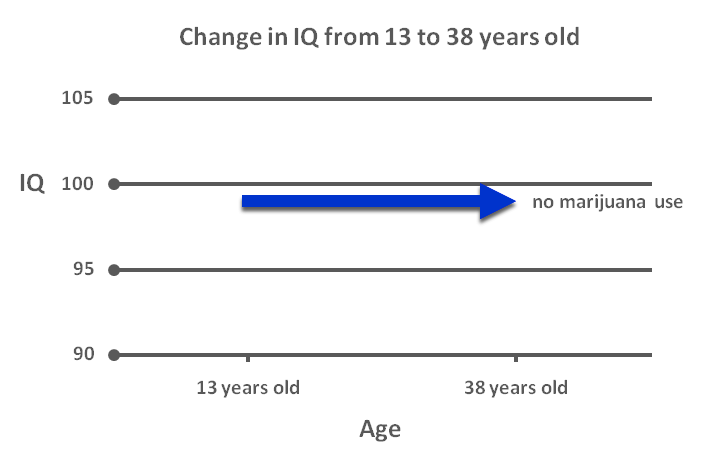 Change in IQ from 13 to 38 years old
105
IQ 100
no marijuana use
95
90
13 years old 38 years old
Age